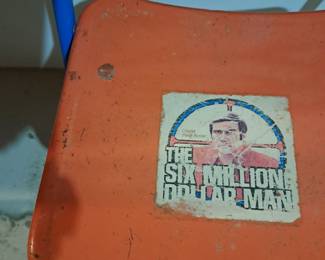 THE
SIX MILLION
DOLLAR MAN